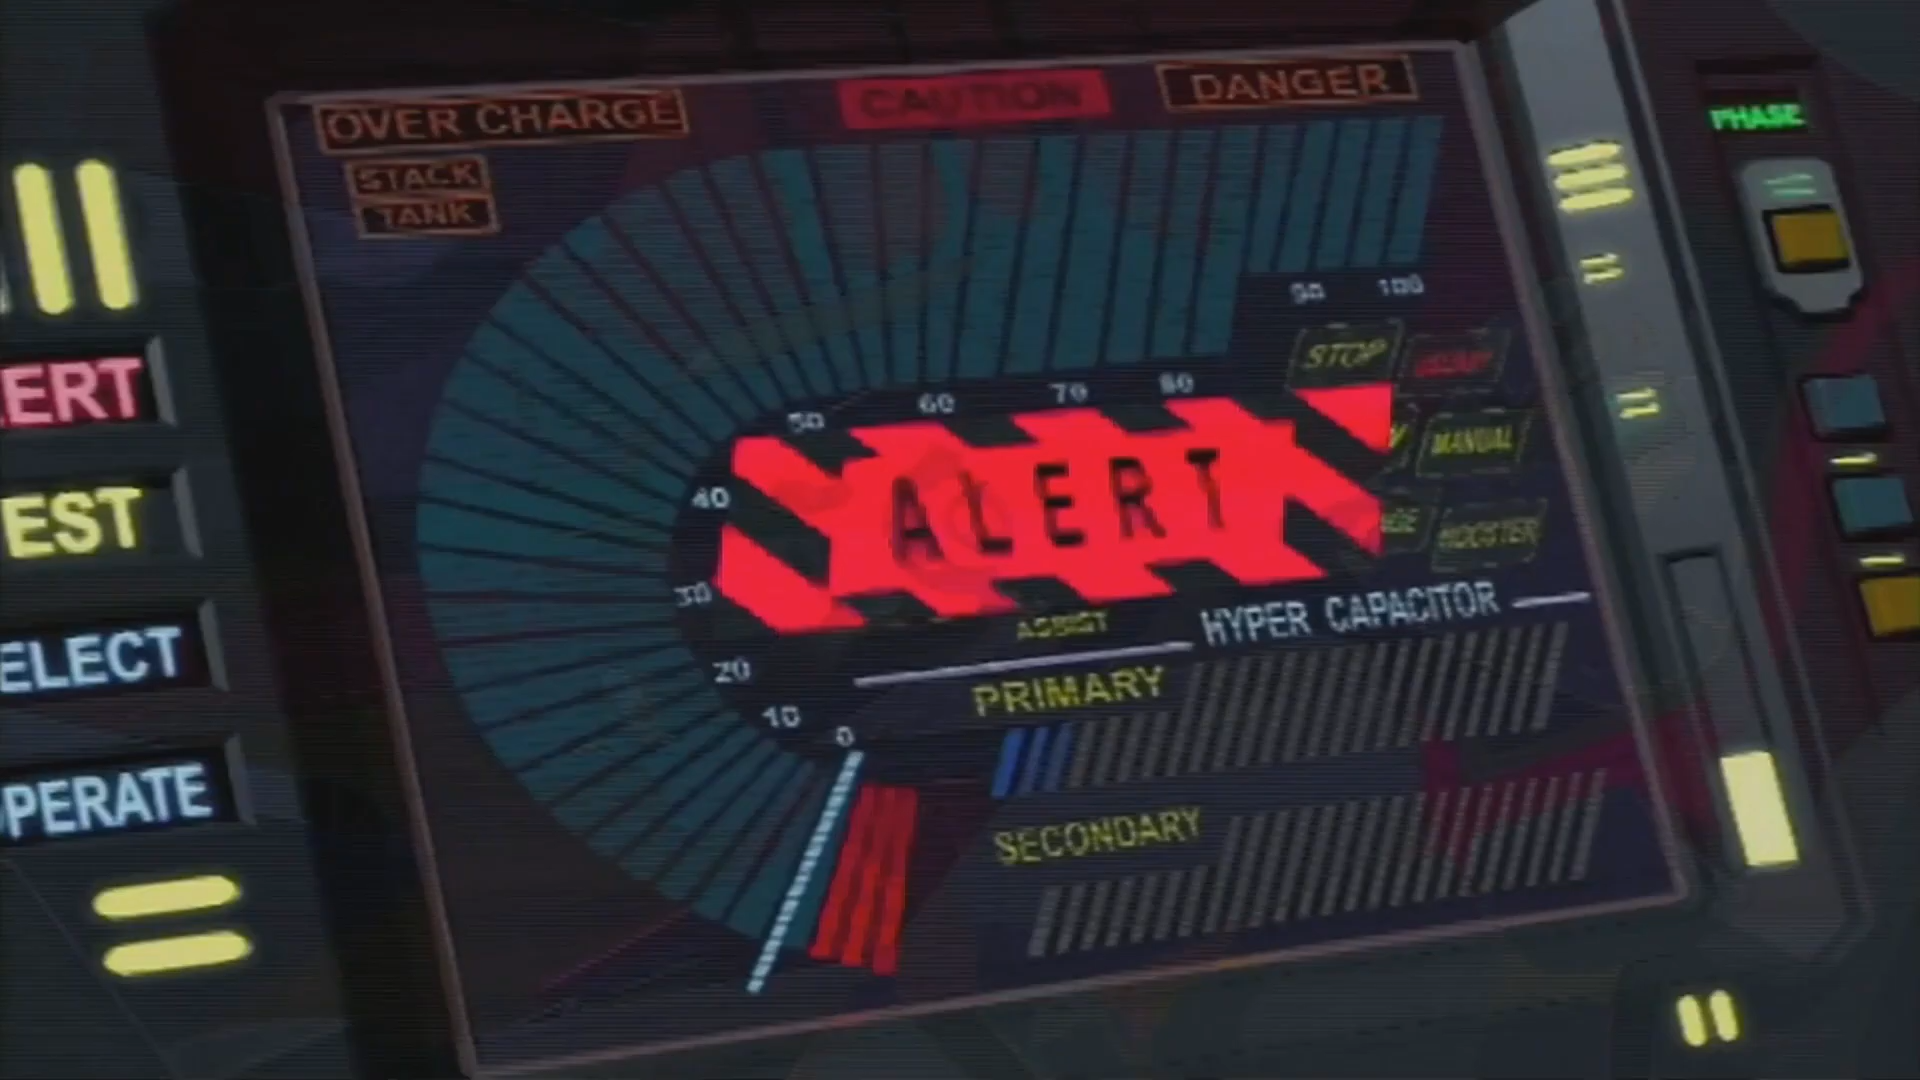 OVER CHARGE
CAUTION
DANGER
STACK
TANK
PHASE
90 100
STOP
80
70
60
50
ERT
MANUAL
40
ALERT
EST
30
ASSIST
HYPER CAPACITOR
ELECT
20
PRIMARY
10
0
PERATE
SECONDARY